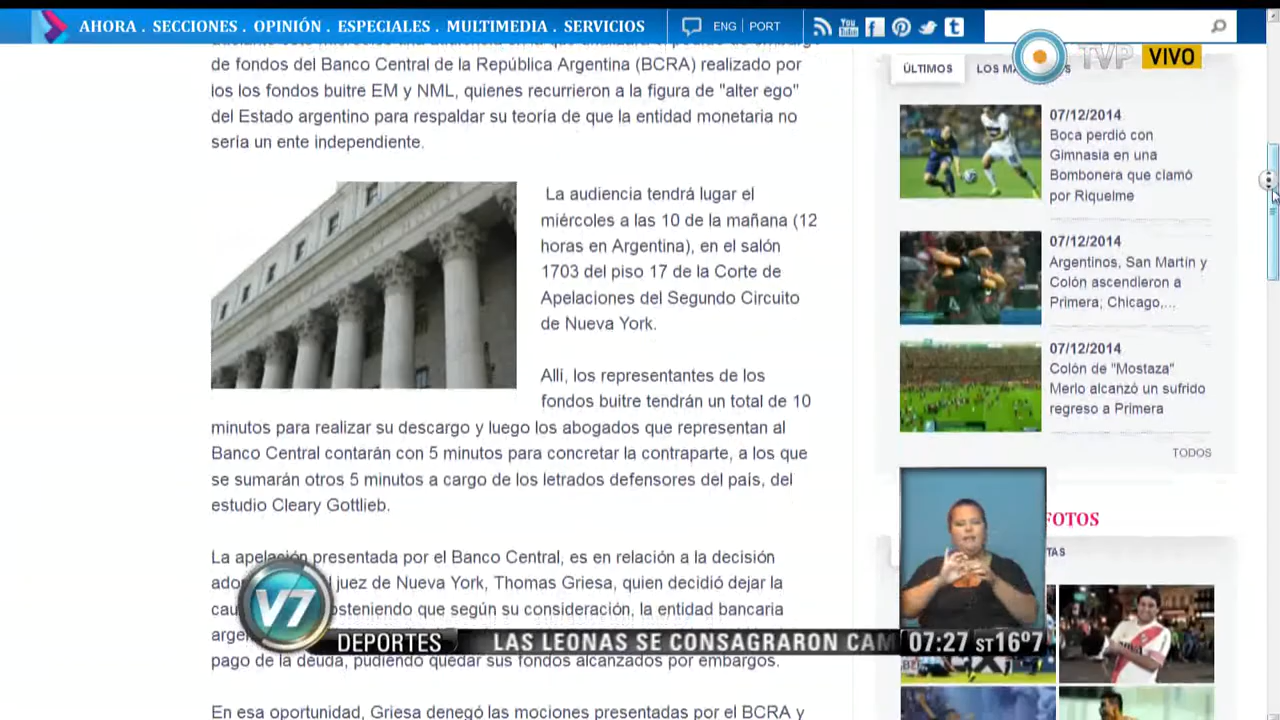 AHORA . SECCIONES . OPINIÓN . ESPECIALES . MULTIMEDIA . SERVICIOS
ENG | PORT
TVP VIVO
de fondos del Banco Central de la República Argentina (BCRA) realizado por
los los fondos buitre EM y NML, quienes recurrieron a la figura de "alter ego"
del Estado argentino para respaldar su teoría de que la entidad monetaria no
sería un ente independiente.
La audiencia tendrá lugar el
miércoles a las 10 de la mañana (12
horas en Argentina), en el salón
1703 del piso 17 de la Corte de
Apelaciones del Segundo Circuito
de Nueva York.
Allí, los representantes de los
fondos buitre tendrán un total de 10
minutos para realizar su descargo y luego los abogados que representan al
Banco Central contarán con 5 minutos para concretar la contraparte, a los que
se sumarán otros 5 minutos a cargo de los letrados defensores del país, del
estudio Cleary Gottlieb.
La apelación presentada por el Banco Central, es en relación a la decisión
juez de Nueva York, Thomas Griesa, quien decidió dejar la
que según su consideración, la entidad bancaria
pago de la deuda, pudiendo quedar sus fondos alcanzados por embargos.
En esa oportunidad, Griesa denegó las mociones presentadas por el BCRA y
ÚLTIMOS
LOS
07/12/2014
Boca perdió con
Gimnasia en una
Bombonera que clamó
por Riquelme
07/12/2014
Argentinos, San Martín y
Colón ascendieron a
Primera; Chicago,...
07/12/2014
Colón de "Mostaza"
Merlo alcanzó un sufrido
regreso a Primera
TODOS
FOTOS
V7
DEPORTES
LAS LEONAS SE CONSAGRARON CAM
07:27 ST16°7